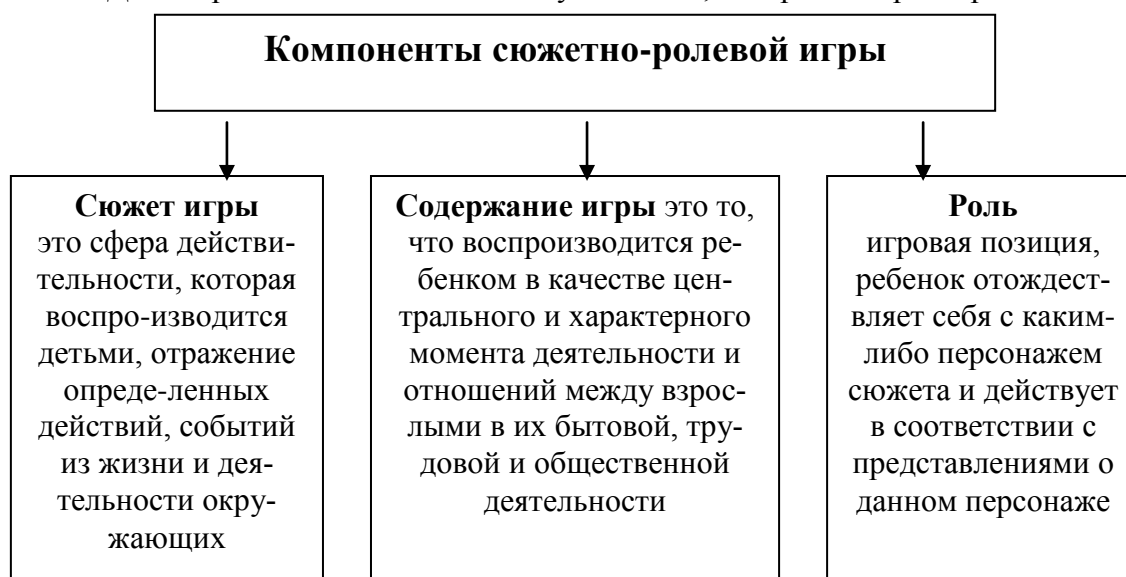 Компоненты сюжетно-ролевой игры
Сюжет игры
это сфера действи-
тельности, которая
воспро-изводится
детьми, отражение
опреде-ленных
действий, событий
из жизни и дея-
тельности окру-
жающих
Содержание игры это то,
что воспроизводится ре-
бенком в качестве цен-
трального и характерного
момента деятельности и
отношений между взрос-
лыми в их бытовой, тру-
довой и общественной
деятельности
Роль
игровая позиция,
ребенок отождест-
вляет себя с каким-
либо персонажем
сюжета и действует
в соответствии с
представлениями о
данном персонаже